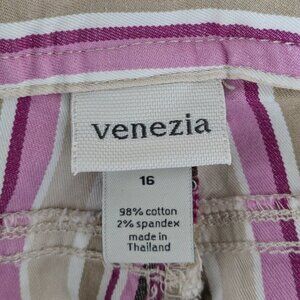 venezia
16
98% cotton
2% spandex
made in
Thailand